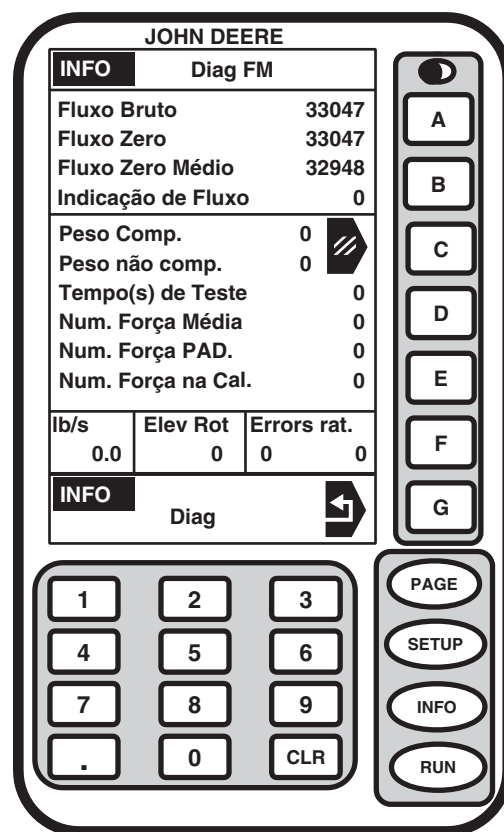 JOHN DEERE
INFO Diag FM
Fluxo Bruto 33047
Fluxo Zero 33047
Fluxo Zero Médio 32948
Indicação de Fluxo 0
Peso Comp. 0
Peso não comp. 0
Tempo(s) de Teste 0
Num. Força Média 0
Num. Força PAD. 0
Num. Força na Cal. 0
lb/s Elev Rot Errors rat.
0.0 0 0 0
INFO
Diag
A
B
C
D
E
F
G
1 2 3
4 5 6
7 8 9
. 0 CLR
PAGE
SETUP
INFO
RUN